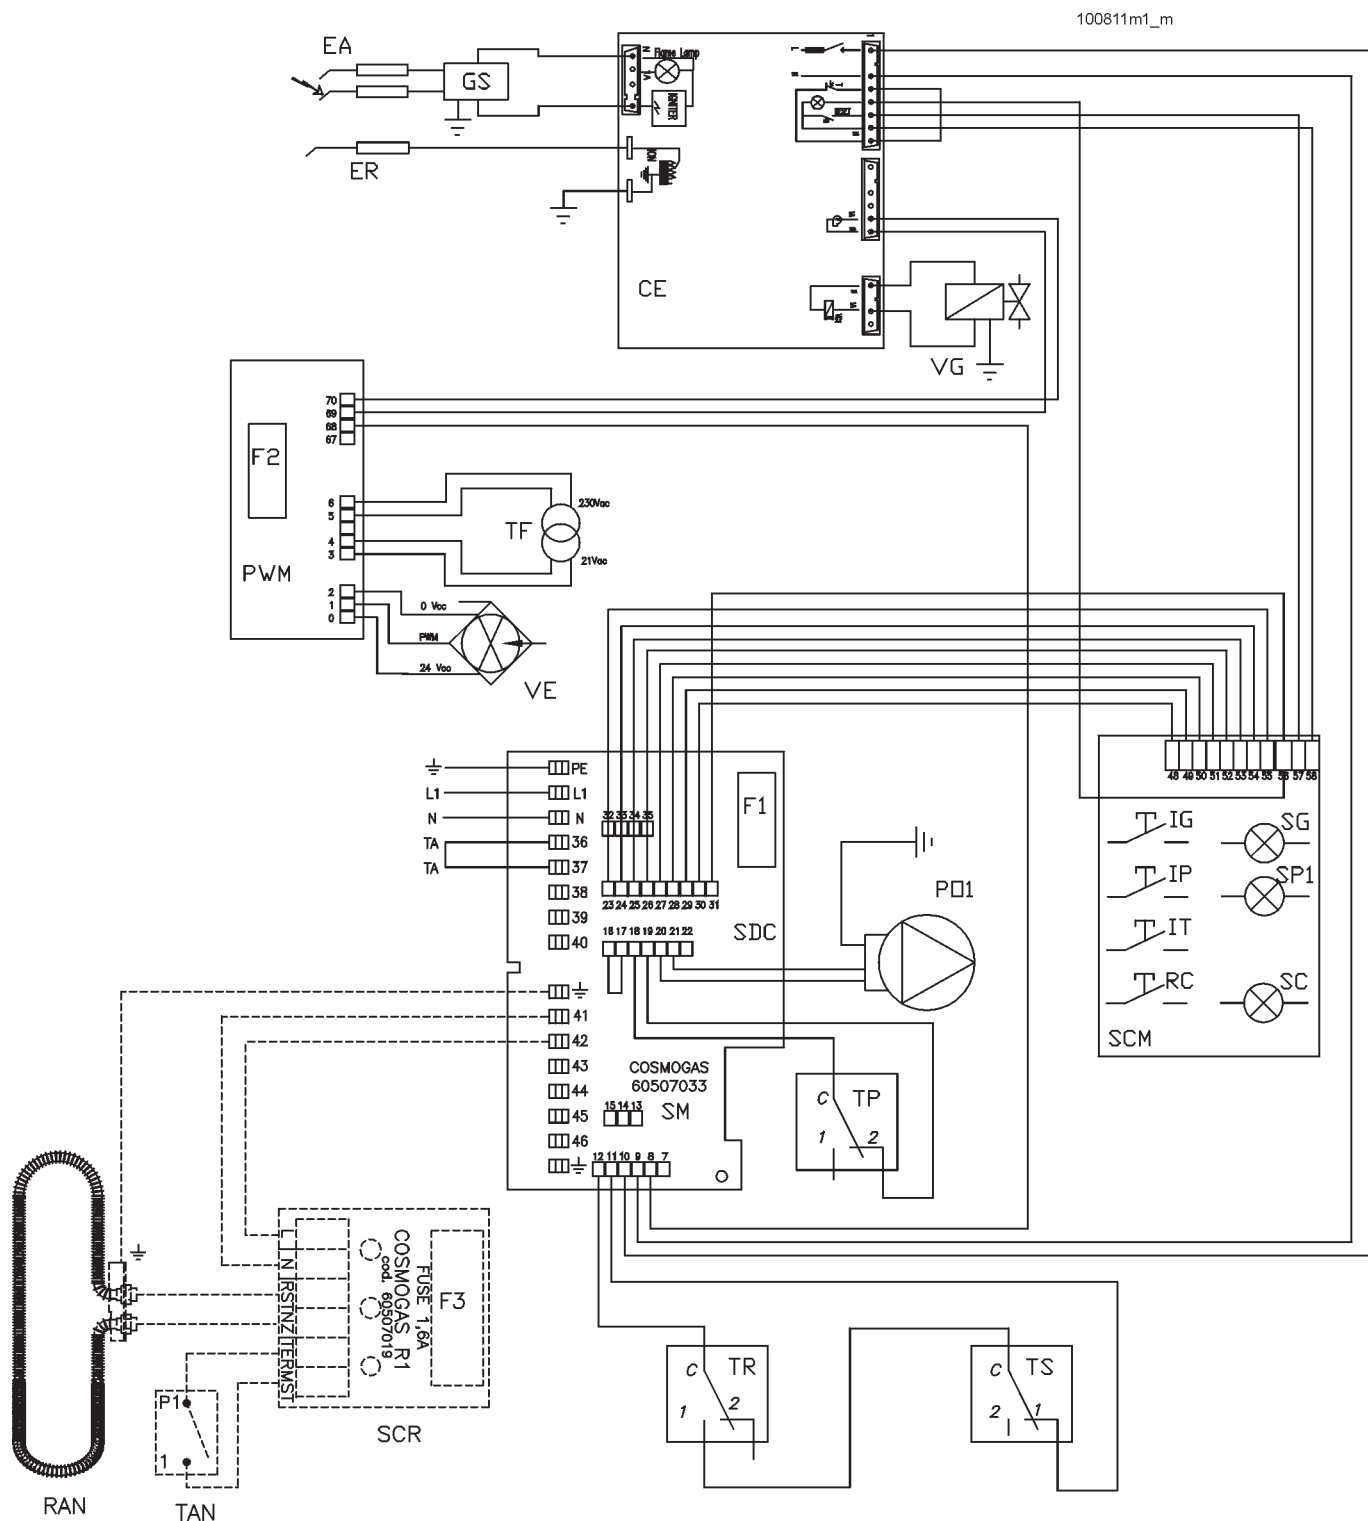 100811m1_m
EA
GS
N
Flame Lamp
1A
IGNITER
L
1
N
RESET
ER
ION
CE
VG
70
69
68
67
F2
6
5
4
3
230Vac
TF
21Vac
PWM
2
1
0
0 Vcc
PWM
24 Vcc
VE
48 49 50 51 52 53 54 55 56 57 58
PE
L1 L1
N N
TA 36
TA 37
38
39
40
32 33 34 35
F1
23 24 25 26 27 28 29 30 31
SDC
16 17 18 19 20 21 22
PO1
IG SG
IP SP1
IT
RC SC
SCM
41
42
43
44
45
46
COSMOGAS
60507033
15 14 13
SM
C TP
1 2
12 11 10 9 8 7
L
N
RSTNZ
TERMST
COSMOGAS R1
cod. 60507019
FUSE 1,6A
F3
SCR
P1
1
RAN
TAN
C TR
1 2
C TS
2 1